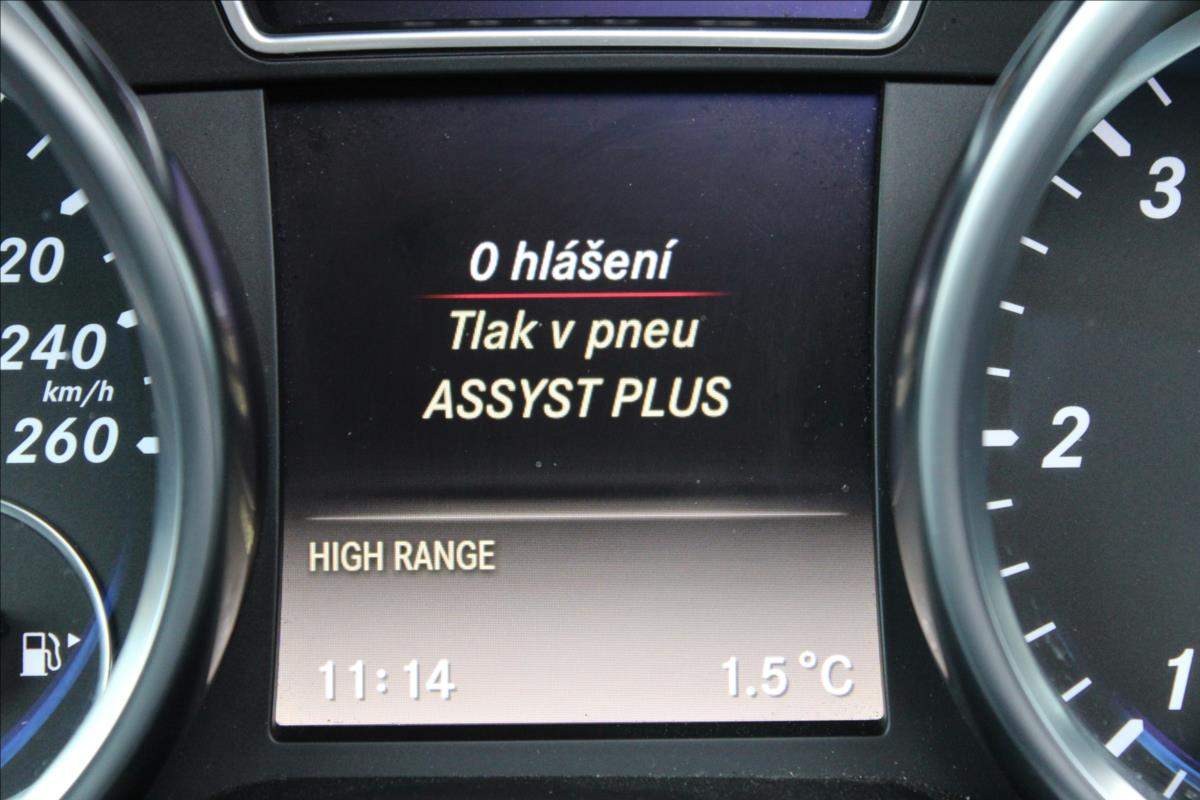 0 hlášení
Tlak v pneu
ASSYST PLUS
HIGH RANGE
11:14 1.5 °C
20
240
km/h
260
3
2
1